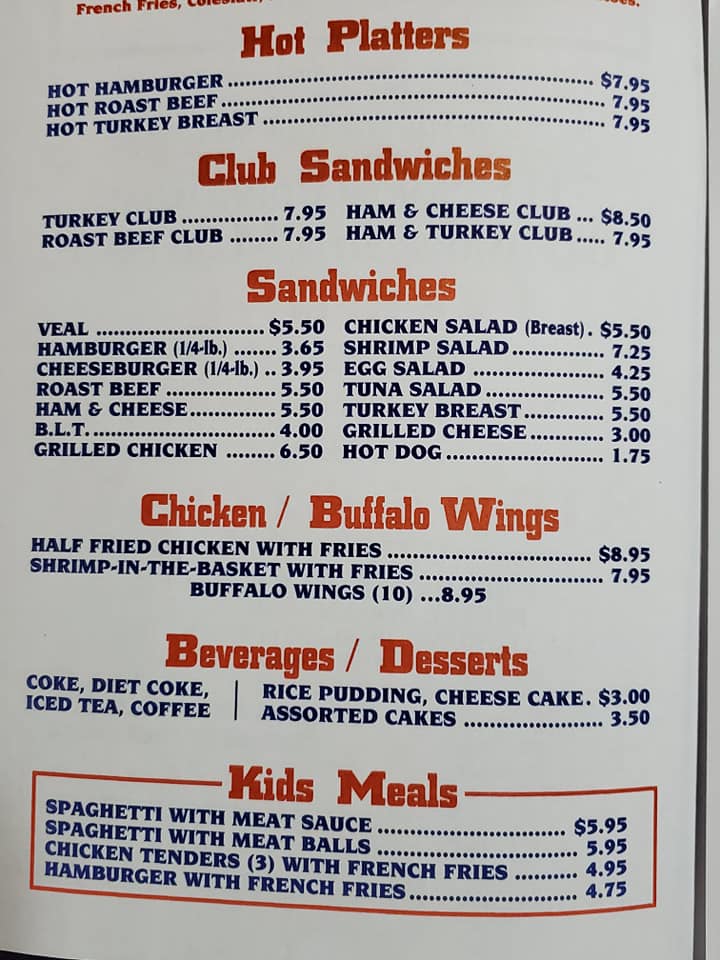 French Fries,
Hot Platters
HOT HAMBURGER ........ $7.95
HOT ROAST BEEF ........ 7.95
HOT TURKEY BREAST ........ 7.95
Club Sandwiches
TURKEY CLUB ........ 7.95 HAM & CHEESE CLUB ... $8.50
ROAST BEEF CLUB ........ 7.95 HAM & TURKEY CLUB ..... 7.95
Sandwiches
VEAL ........ $5.50 CHICKEN SALAD (Breast) . $5.50
HAMBURGER (1/4-lb.) ....... 3.65 SHRIMP SALAD ........ 7.25
CHEESEBURGER (1/4-lb.) .. 3.95 EGG SALAD ........ 4.25
ROAST BEEF ........ 5.50 TUNA SALAD ........ 5.50
HAM & CHEESE ........ 5.50 TURKEY BREAST ........ 5.50
B.L.T. ........ 4.00 GRILLED CHEESE ........ 3.00
GRILLED CHICKEN ........ 6.50 HOT DOG ........ 1.75
Chicken / Buffalo Wings
HALF FRIED CHICKEN WITH FRIES ........ $8.95
SHRIMP-IN-THE-BASKET WITH FRIES ........ 7.95
BUFFALO WINGS (10) ...8.95
Beverages / Desserts
COKE, DIET COKE, | RICE PUDDING, CHEESE CAKE. $3.00
ICED TEA, COFFEE | ASSORTED CAKES ........ 3.50
Kids Meals
SPAGHETTI WITH MEAT SAUCE ........ $5.95
SPAGHETTI WITH MEAT BALLS ........ 5.95
CHICKEN TENDERS (3) WITH FRENCH FRIES ........ 4.95
HAMBURGER WITH FRENCH FRIES ........ 4.75